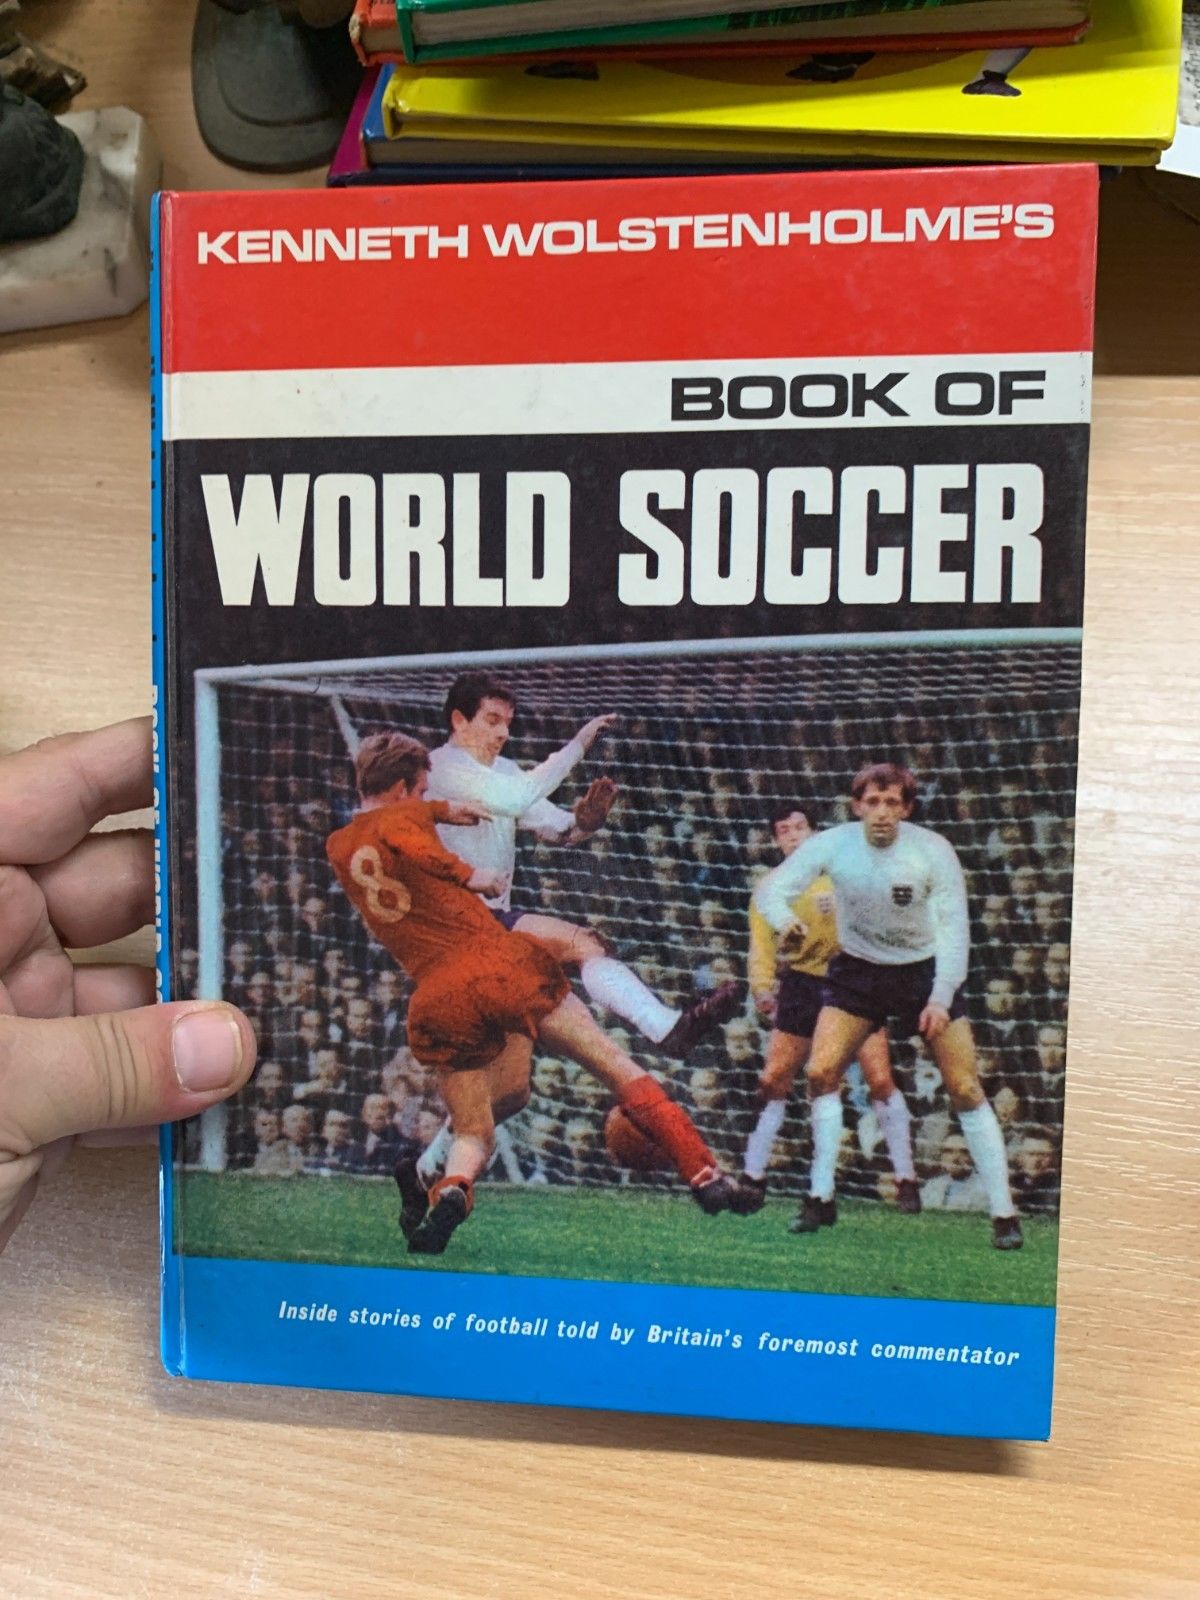 KENNETH WOLSTENHOLME'S
BOOK OF
WORLD SOCCER
8
Inside stories of football told by Britain's foremost commentator